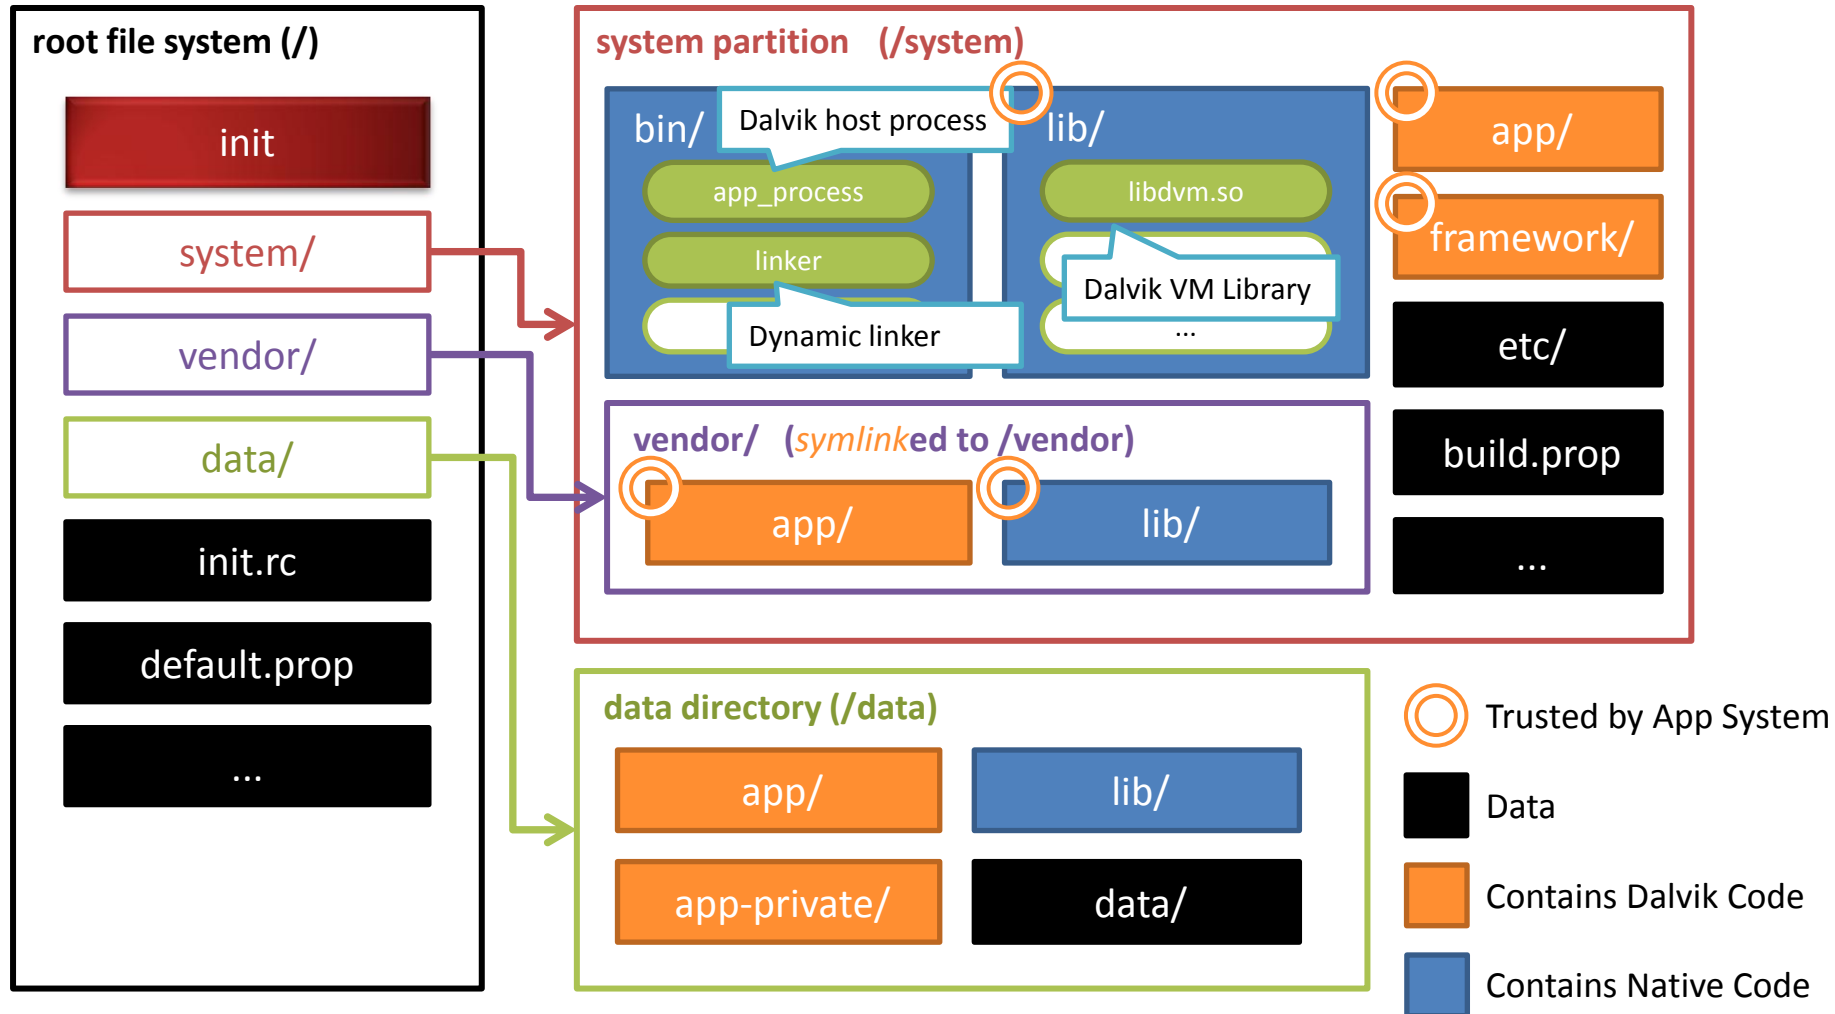 root file system (/)
init
system/
vendor/
data/
init.rc
default.prop
...
system partition (/system)
bin/
Dalvik host process
app_process
linker
Dynamic linker
lib/
libdvm.so
Dalvik VM Library
...
app/
framework/
etc/
build.prop
...
vendor/ (symlinked to /vendor)
app/
lib/
data directory (/data)
app/
lib/
app-private/
data/
Trusted by App System
Data
Contains Dalvik Code
Contains Native Code